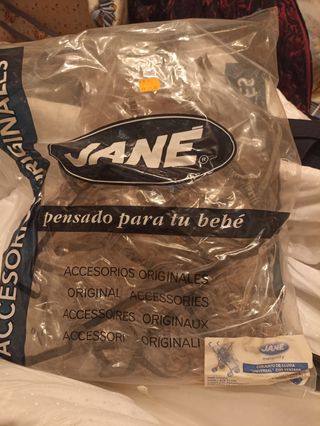 ACCESORIOS ORIGINALES
JANÉ®
pensado para tu bebé
ACCESORIOS ORIGINALES
ORIGINAL ACCESSORIES
ACCESSOIRES ORIGINAUX
ACCESSORI ORIGINALI
JANÉ